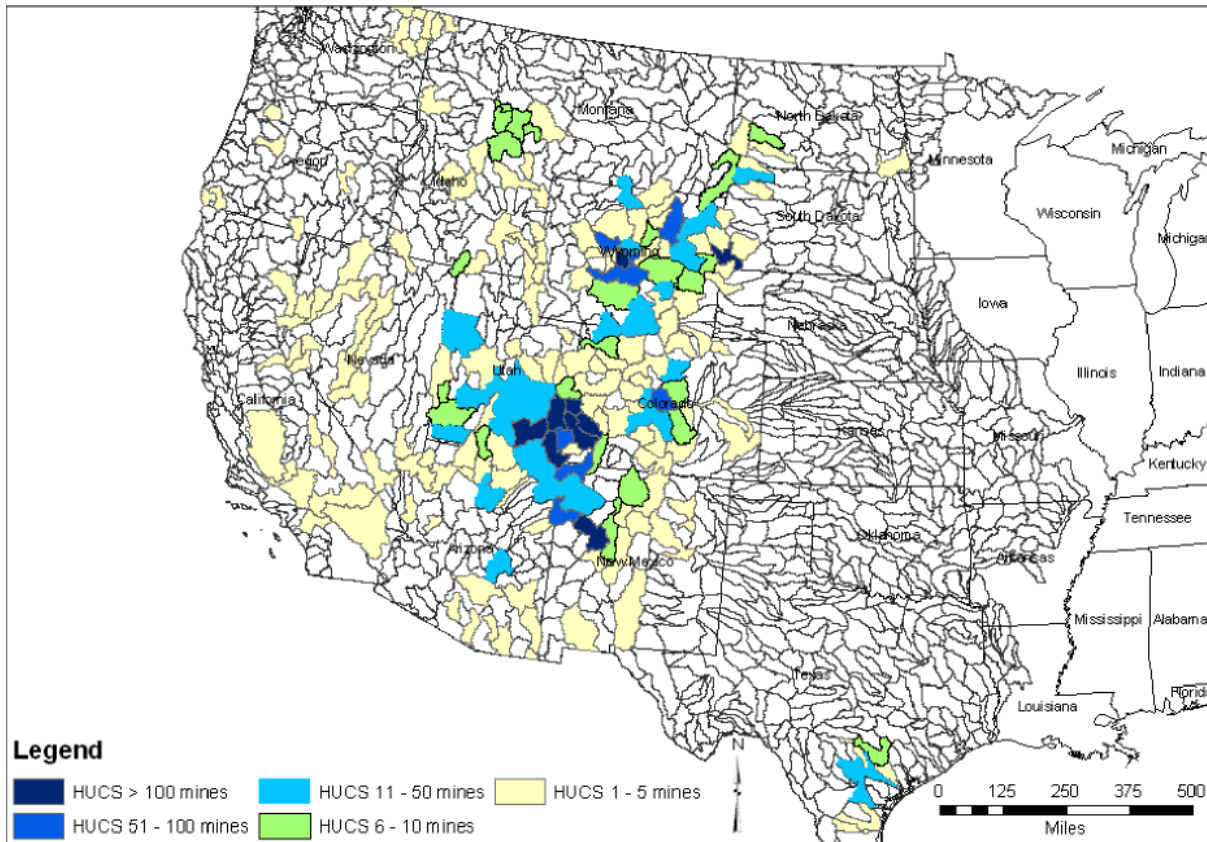 Washington
Montana
North Dakota
Minnesota
Michigan
Oregon
Idaho
South Dakota
Wisconsin
Michigan
Wyoming
Iowa
Nebraska
Nevada
Utah
Illinois
Indiana
California
Colorado
Kansas
Missouri
Kentucky
Tennessee
Oklahoma
Arizona
Arkansas
New Mexico
Mississippi
Alabama
Texas
Florida
Louisiana
N
Legend
HUCS > 100 mines
HUCS 11 - 50 mines
HUCS 1 - 5 mines
HUCS 51 - 100 mines
HUCS 6 - 10 mines
0 125 250 375 500
Miles